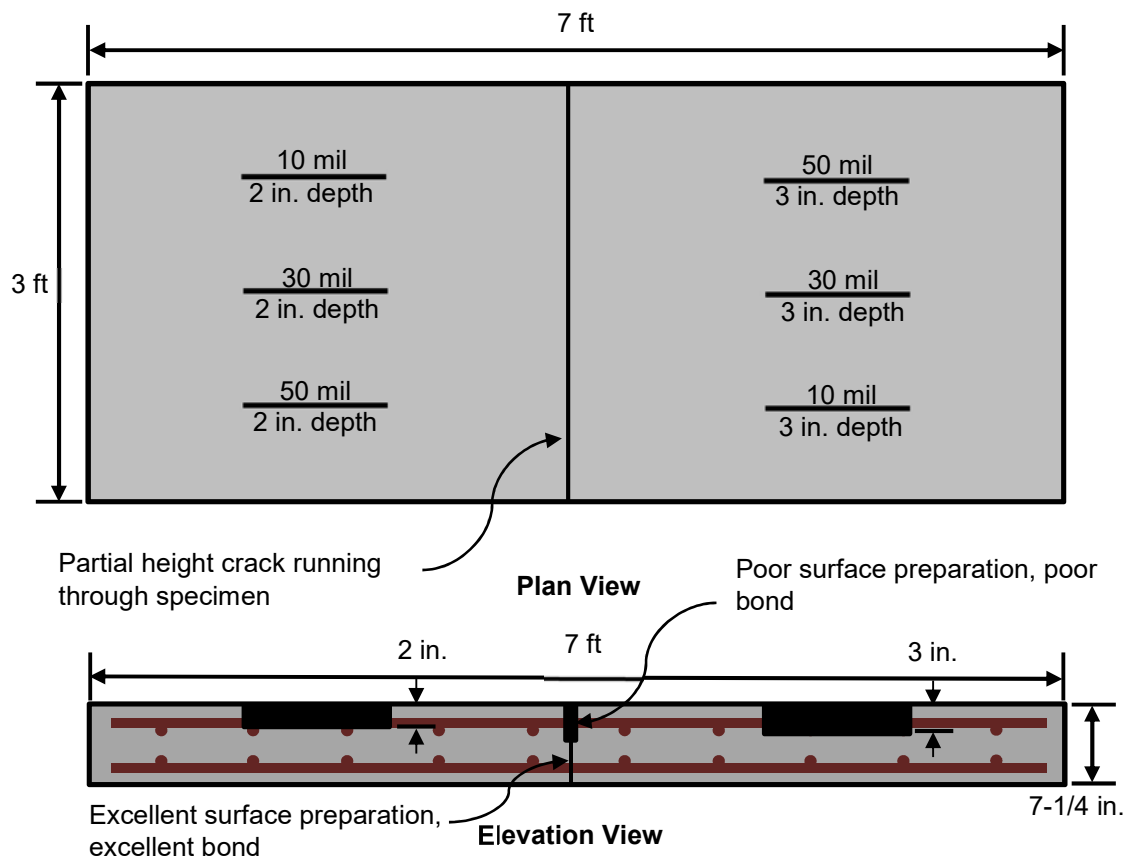 7 ft
10 mil
2 in. depth
50 mil
3 in. depth
3 ft
30 mil
2 in. depth
30 mil
3 in. depth
50 mil
2 in. depth
10 mil
3 in. depth
Partial height crack running
through specimen
Plan View
Poor surface preparation, poor
bond
2 in.
7 ft
3 in.
7-1/4 in.
Excellent surface preparation,
excellent bond
Elevation View